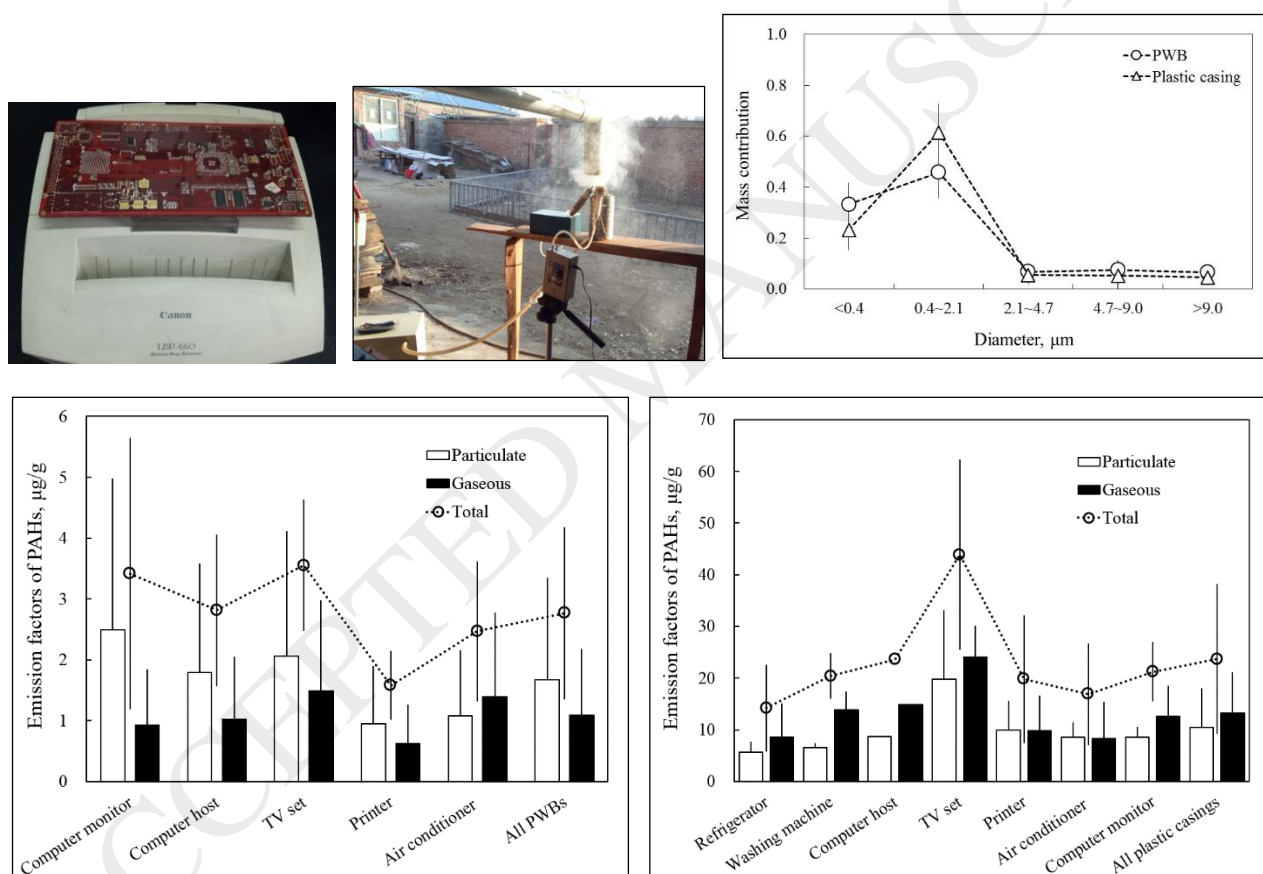 Canon
LBP-660
1.0
0.8
0.6
0.4
0.2
0.0
Mass contribution
PWB
Plastic casing
<0.4
0.4~2.1
2.1~4.7
4.7~9.0
>9.0
Diameter, μm
6
5
4
3
2
1
0
Emission factors of PAHs, μg/g
Particulate
Gaseous
Total
Computer monitor
Computer host
TV set
Printer
Air conditioner
All PWBs
70
60
50
40
30
20
10
0
Emission factors of PAHs, μg/g
Particulate
Gaseous
Total
Refrigerator
Washing machine
Computer host
TV set
Printer
Air conditioner
Computer monitor
All plastic casings
CCEPTED MANUSC